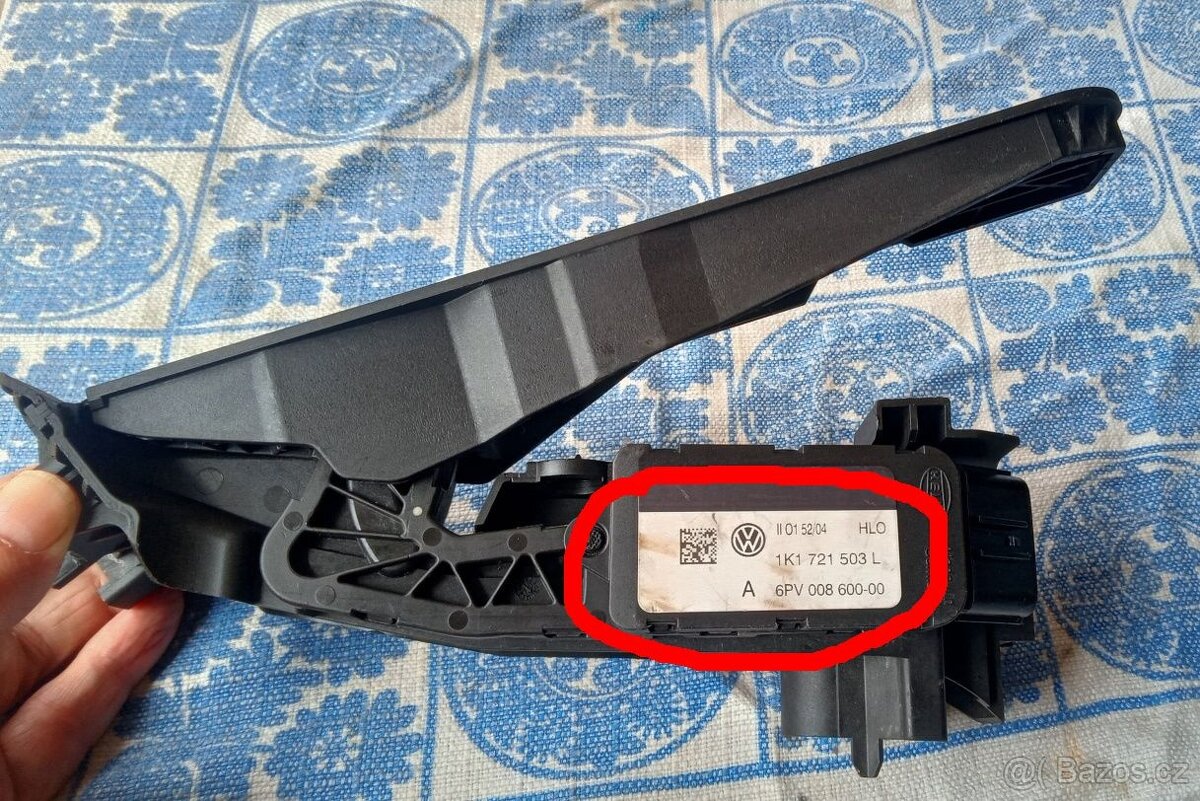 II 01 52/04 HLO
1K1 721 503 L
A 6PV 008 600-00
Bazos.cz